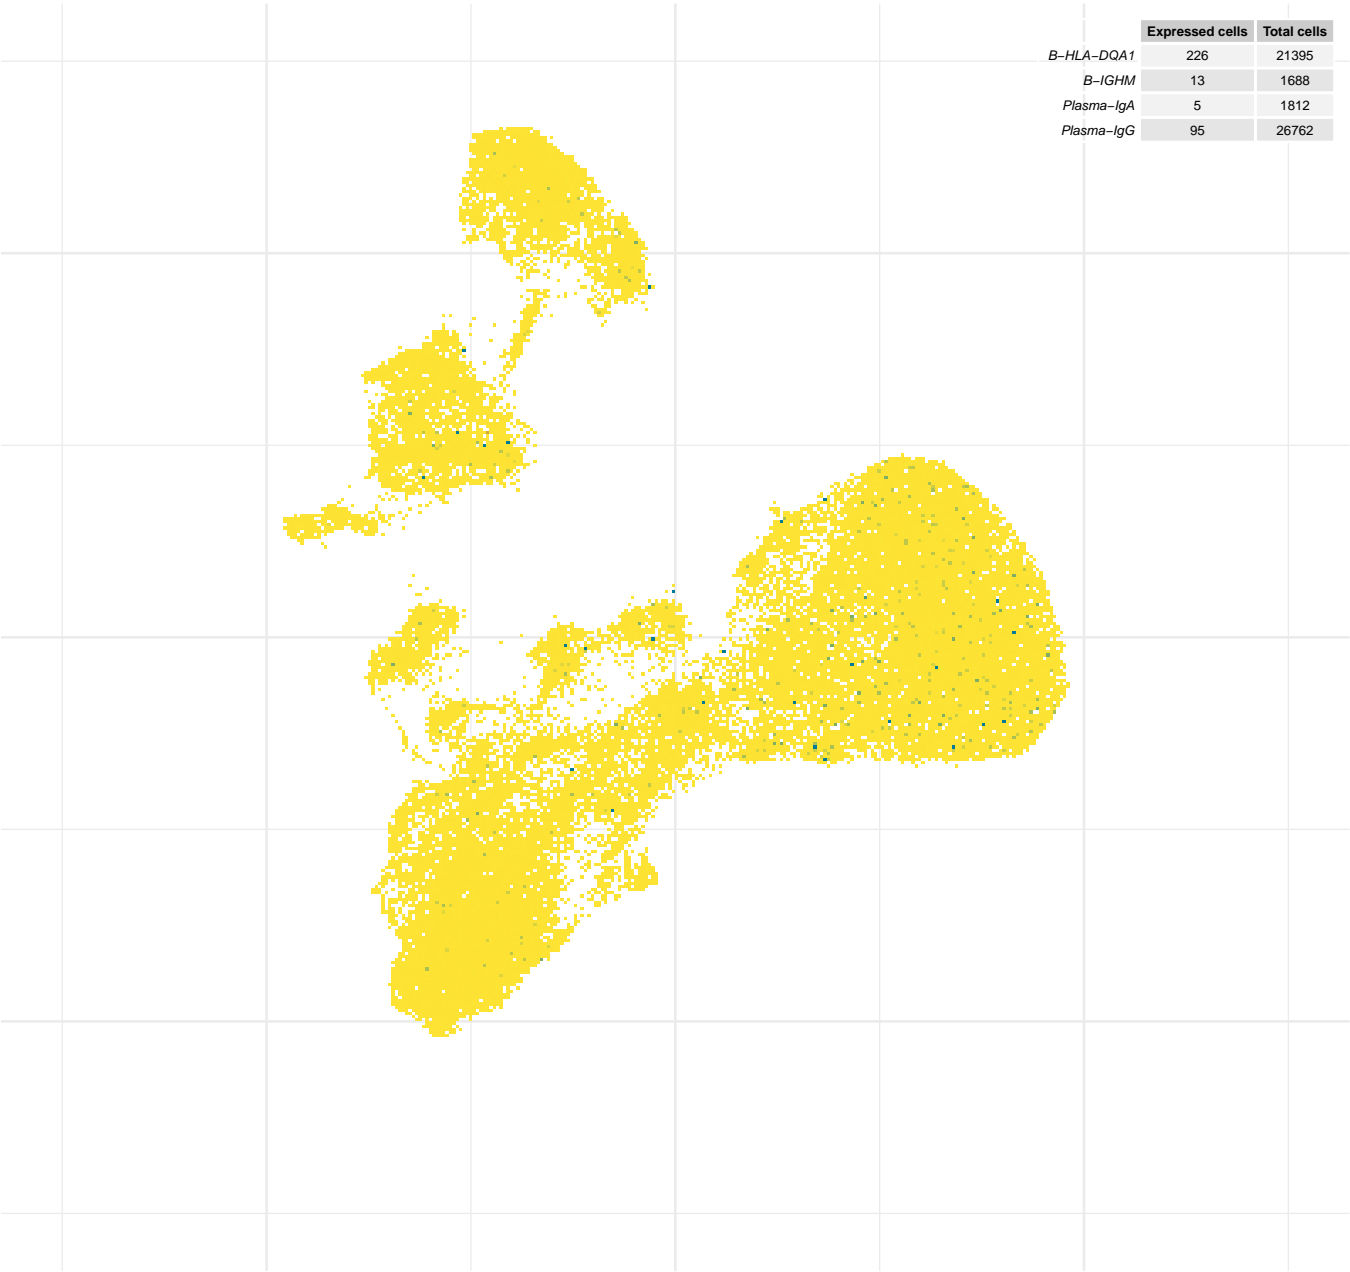 Expressed cells Total cells
B−HLA−DQA1 226 21395
B−IGHM 13 1688
Plasma−IgA 5 1812
Plasma−IgG 95 26762